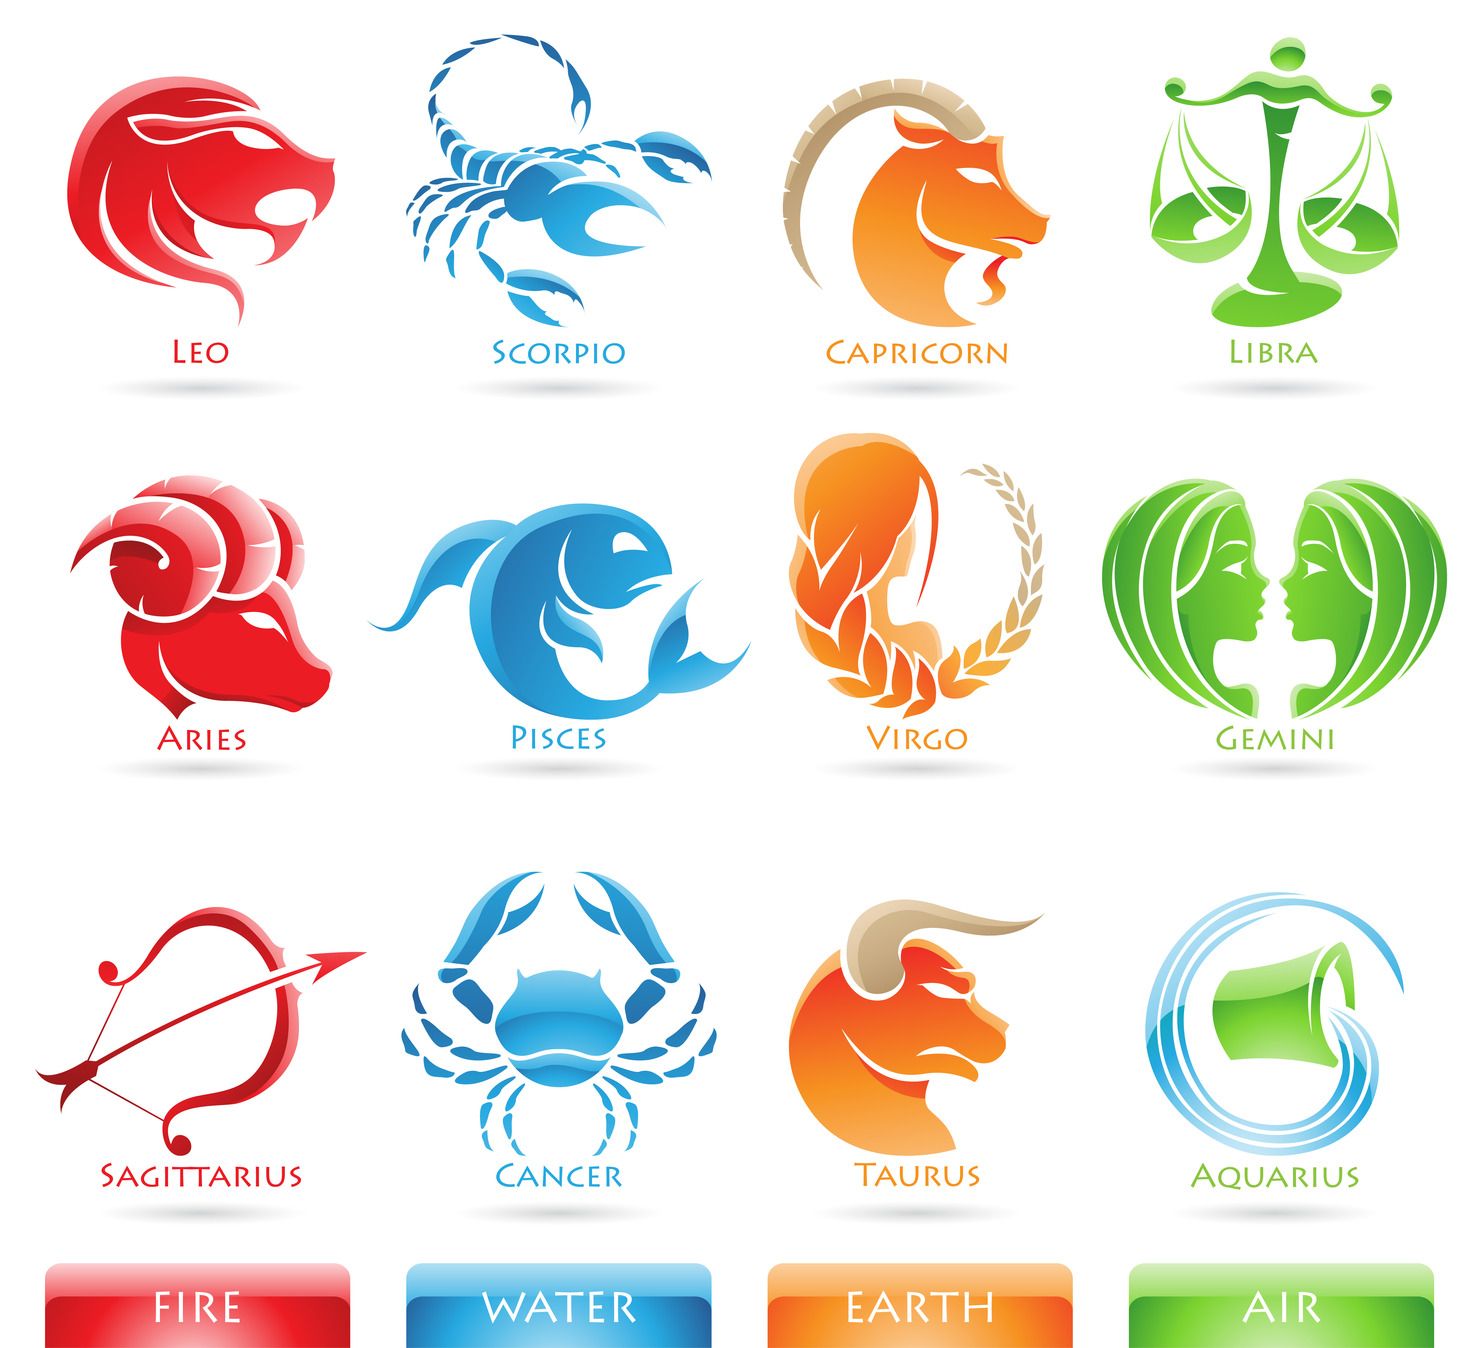 Leo
Scorpio
Capricorn
Libra
Aries
Pisces
Virgo
Gemini
Sagittarius
Cancer
Taurus
Aquarius
FIRE
WATER
EARTH
AIR